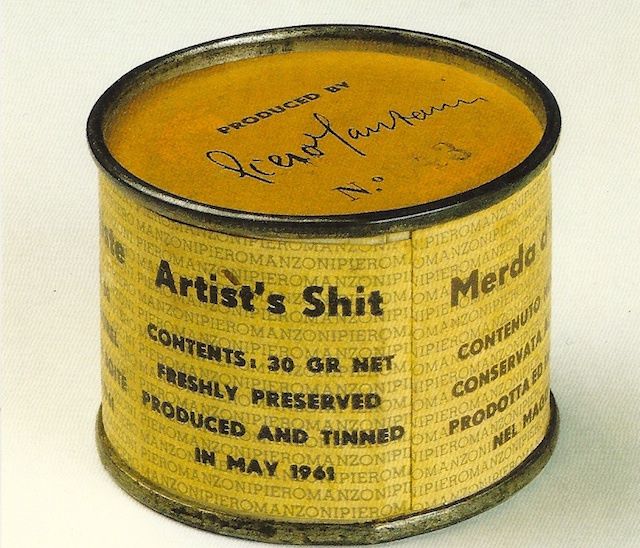 PRODUCED BY
Piero Manzoni
N.º
Artist's Shit
CONTENTS: 30 GR NET
FRESHLY PRESERVED
PRODUCED AND TINNED
IN MAY 1961
Merda d
CONTENUTO
CONSERVATA A
PRODOTTA ED
NEL MAG
PIEROMANZONIPIEROMANZONIPIEROM